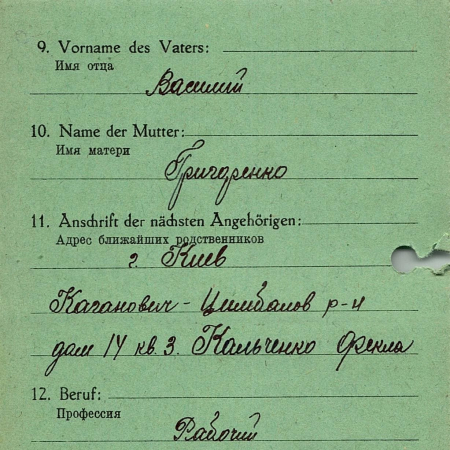 9. Vorname des Vaters:
Имя отца
Василий
10. Name der Mutter:
Имя матери
Григоренно
11. Anschrift der nächsten Angehörigen:
Адрес ближайших родственников
г. Киев
Каганович - Цимбалов р-н
дом 14 кв. 3. Кальченко Фекла
12. Beruf:
Профессия
Рабочий